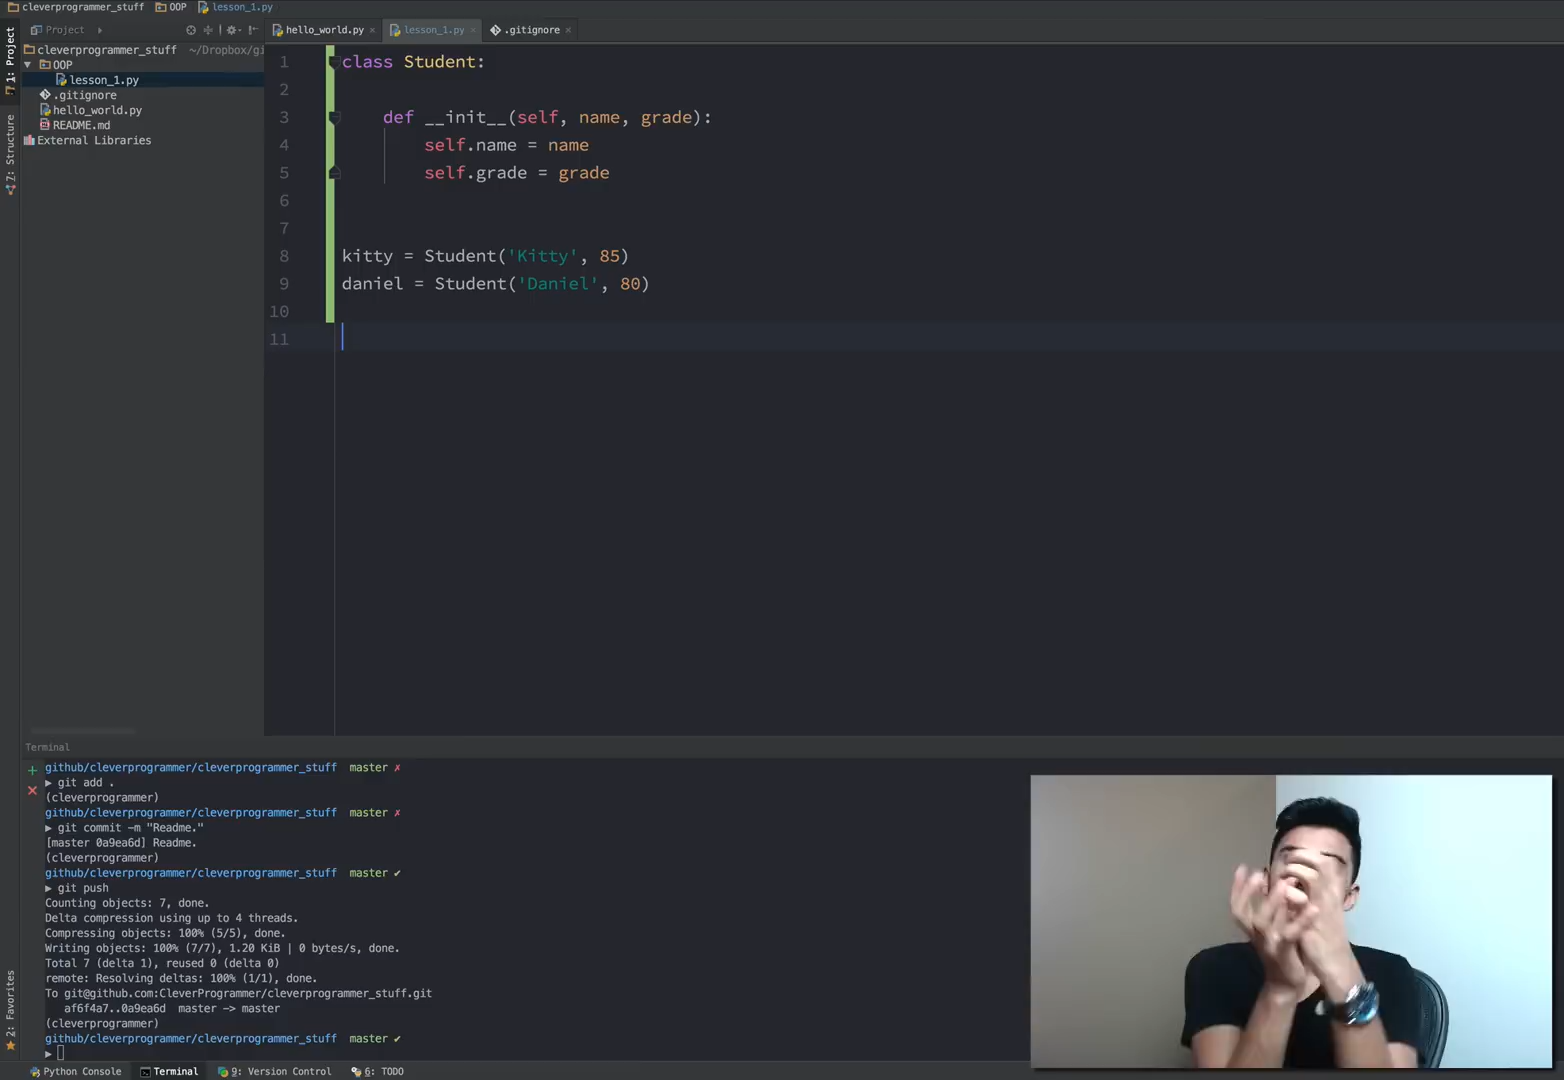 cleverprogrammer_stuff OOP lesson_1.py
Project
hello_world.py
lesson_1.py
.gitignore
1: Project
7: Structure
2: Favorites
cleverprogrammer_stuff ~/Dropbox/gi
OOP
lesson_1.py
.gitignore
hello_world.py
README.md
External Libraries
1 class Student:
2
3 def __init__(self, name, grade):
4 self.name = name
5 self.grade = grade
6
7
8 kitty = Student('Kitty', 85)
9 daniel = Student('Daniel', 80)
10
11
Terminal
github/cleverprogrammer/cleverprogrammer_stuff master ✗
▶ git add .
(cleverprogrammer)
github/cleverprogrammer/cleverprogrammer_stuff master ✗
▶ git commit -m "Readme."
[master 0a9ea6d] Readme.
(cleverprogrammer)
github/cleverprogrammer/cleverprogrammer_stuff master ✔
▶ git push
Counting objects: 7, done.
Delta compression using up to 4 threads.
Compressing objects: 100% (5/5), done.
Writing objects: 100% (7/7), 1.20 KiB | 0 bytes/s, done.
Total 7 (delta 1), reused 0 (delta 0)
remote: Resolving deltas: 100% (1/1), done.
To git@github.com:CleverProgrammer/cleverprogrammer_stuff.git
af6f4a7..0a9ea6d master -> master
(cleverprogrammer)
github/cleverprogrammer/cleverprogrammer_stuff master ✔
▶
Python Console Terminal 9: Version Control 6: TODO